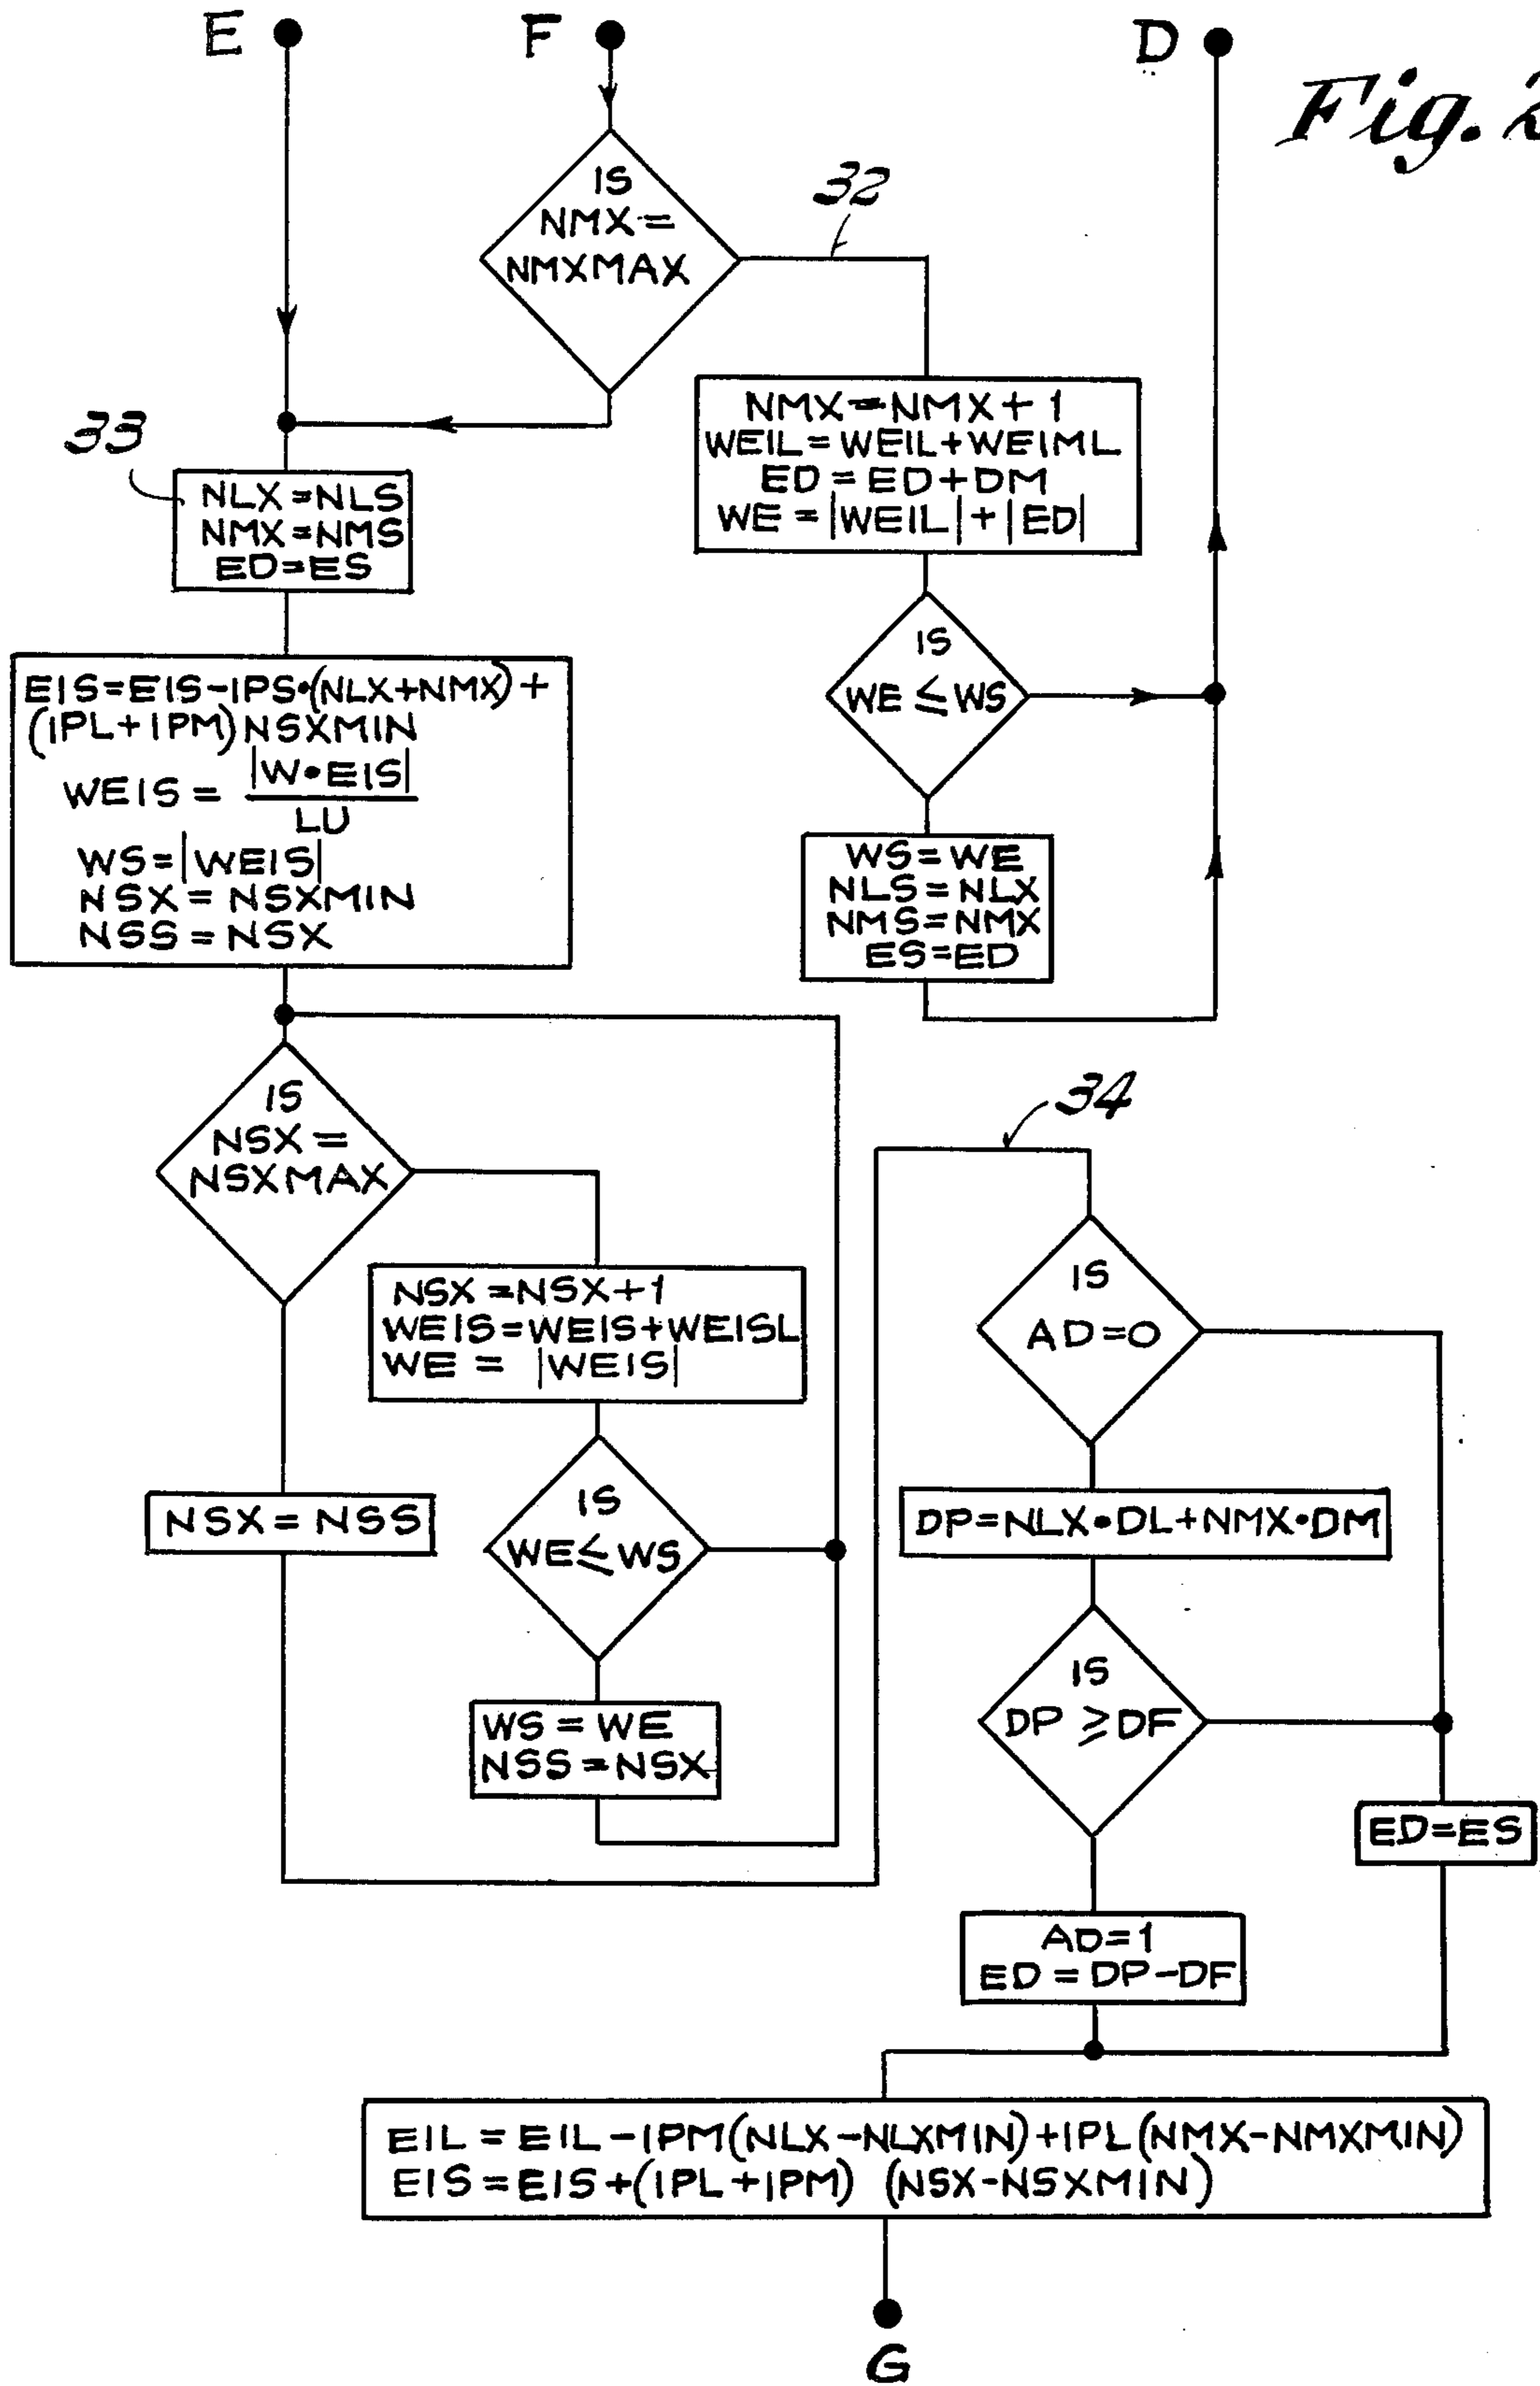 E
F
D
Fig. 2
IS
NMX =
NMXMAX
32
NMX=NMX+1
WEIL=WEIL+WEIML
ED=ED+DM
WE=|WEIL|+|ED|
33
NLX=NLS
NMX=NMS
ED=ES
IS
WE ≤ WS
EIS=EIS-IPS•(NLX+NMX)+
(IPL+IPM)NSXMIN
WEIS = |W•EIS|
LU
WS=|WEIS|
NSX=NSXMIN
NSS=NSX
WS=WE
NLS=NLX
NMS=NMX
ES=ED
IS
NSX =
NSXMAX
NSX=NSX+1
WEIS=WEIS+WEISL
WE = |WEIS|
NSX = NSS
IS
WE≤WS
WS = WE
NSS=NSX
34
IS
AD=0
DP=NLX•DL+NMX•DM
IS
DP ≥DF
ED=ES
AD=1
ED=DP-DF
EIL=EIL-IPM(NLX-NLXMIN)+IPL(NMX-NMXMIN)
EIS=EIS+(IPL+IPM) (NSX-NSXMIN)
G